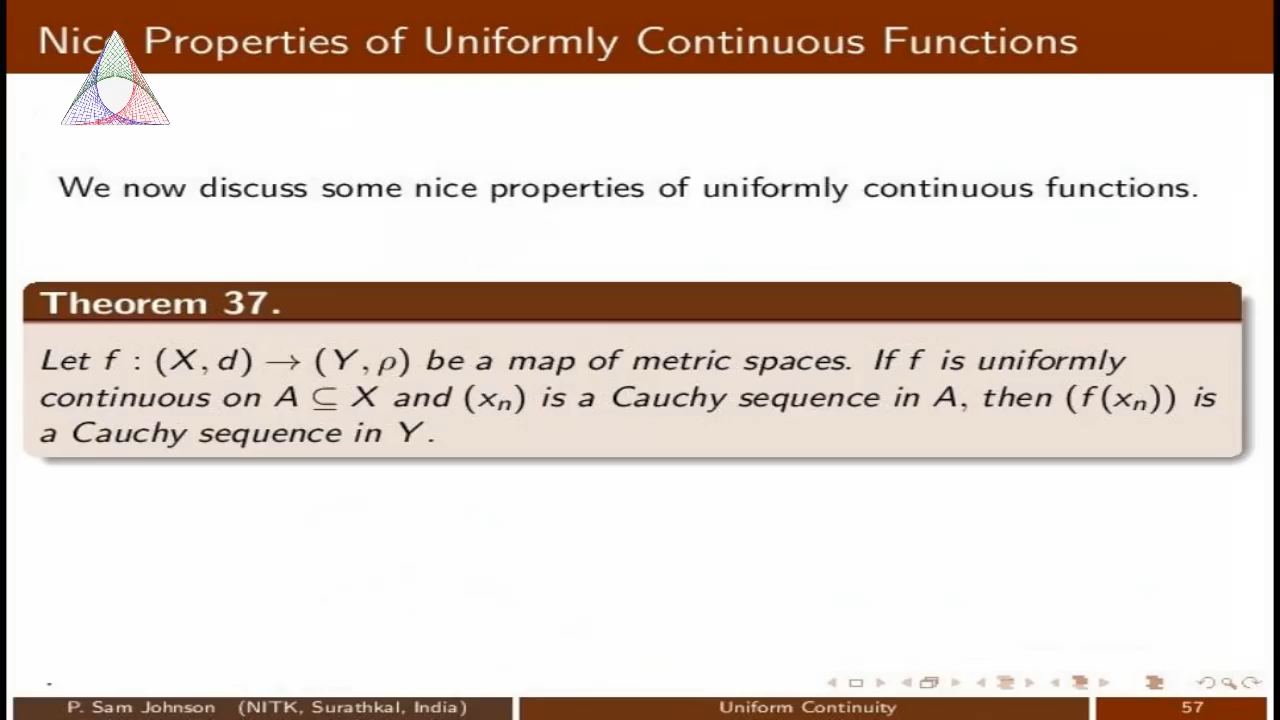 Nice Properties of Uniformly Continuous Functions
We now discuss some nice properties of uniformly continuous functions.
Theorem 37.
Let f : (X, d) → (Y, ρ) be a map of metric spaces. If f is uniformly
continuous on A ⊆ X and (xₙ) is a Cauchy sequence in A, then (f(xₙ)) is
a Cauchy sequence in Y.
P. Sam Johnson (NITK, Surathkal, India)
Uniform Continuity
57